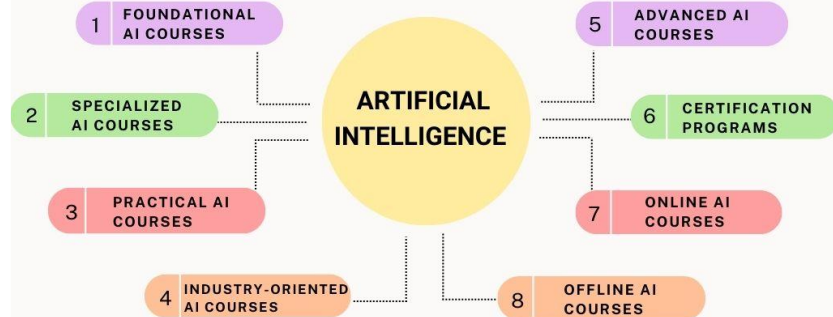 1
FOUNDATIONAL
AI COURSES
2
SPECIALIZED
AI COURSES
3
PRACTICAL AI
COURSES
4
INDUSTRY-ORIENTED
AI COURSES
ARTIFICIAL
INTELLIGENCE
5
ADVANCED AI
COURSES
6
CERTIFICATION
PROGRAMS
7
ONLINE AI
COURSES
8
OFFLINE AI
COURSES